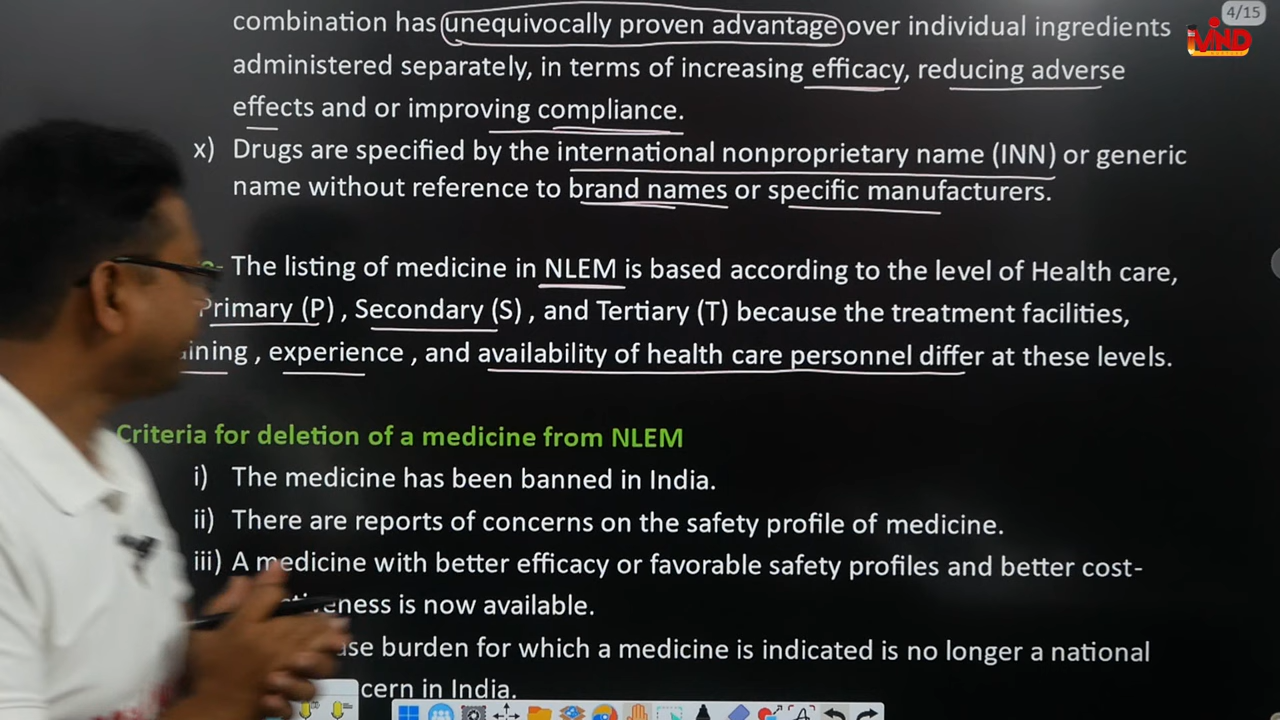 4/15
combination has unequivocally proven advantage over individual ingredients
administered separately, in terms of increasing efficacy, reducing adverse
effects and or improving compliance.
x) Drugs are specified by the international nonproprietary name (INN) or generic
name without reference to brand names or specific manufacturers.
The listing of medicine in NLEM is based according to the level of Health care,
Primary (P) , Secondary (S) , and Tertiary (T) because the treatment facilities,
, experience , and availability of health care personnel differ at these levels.
Criteria for deletion of a medicine from NLEM
i) The medicine has been banned in India.
ii) There are reports of concerns on the safety profile of medicine.
iii) A medicine with better efficacy or favorable safety profiles and better cost-
is now available.
burden for which a medicine is indicated is no longer a national
in India.